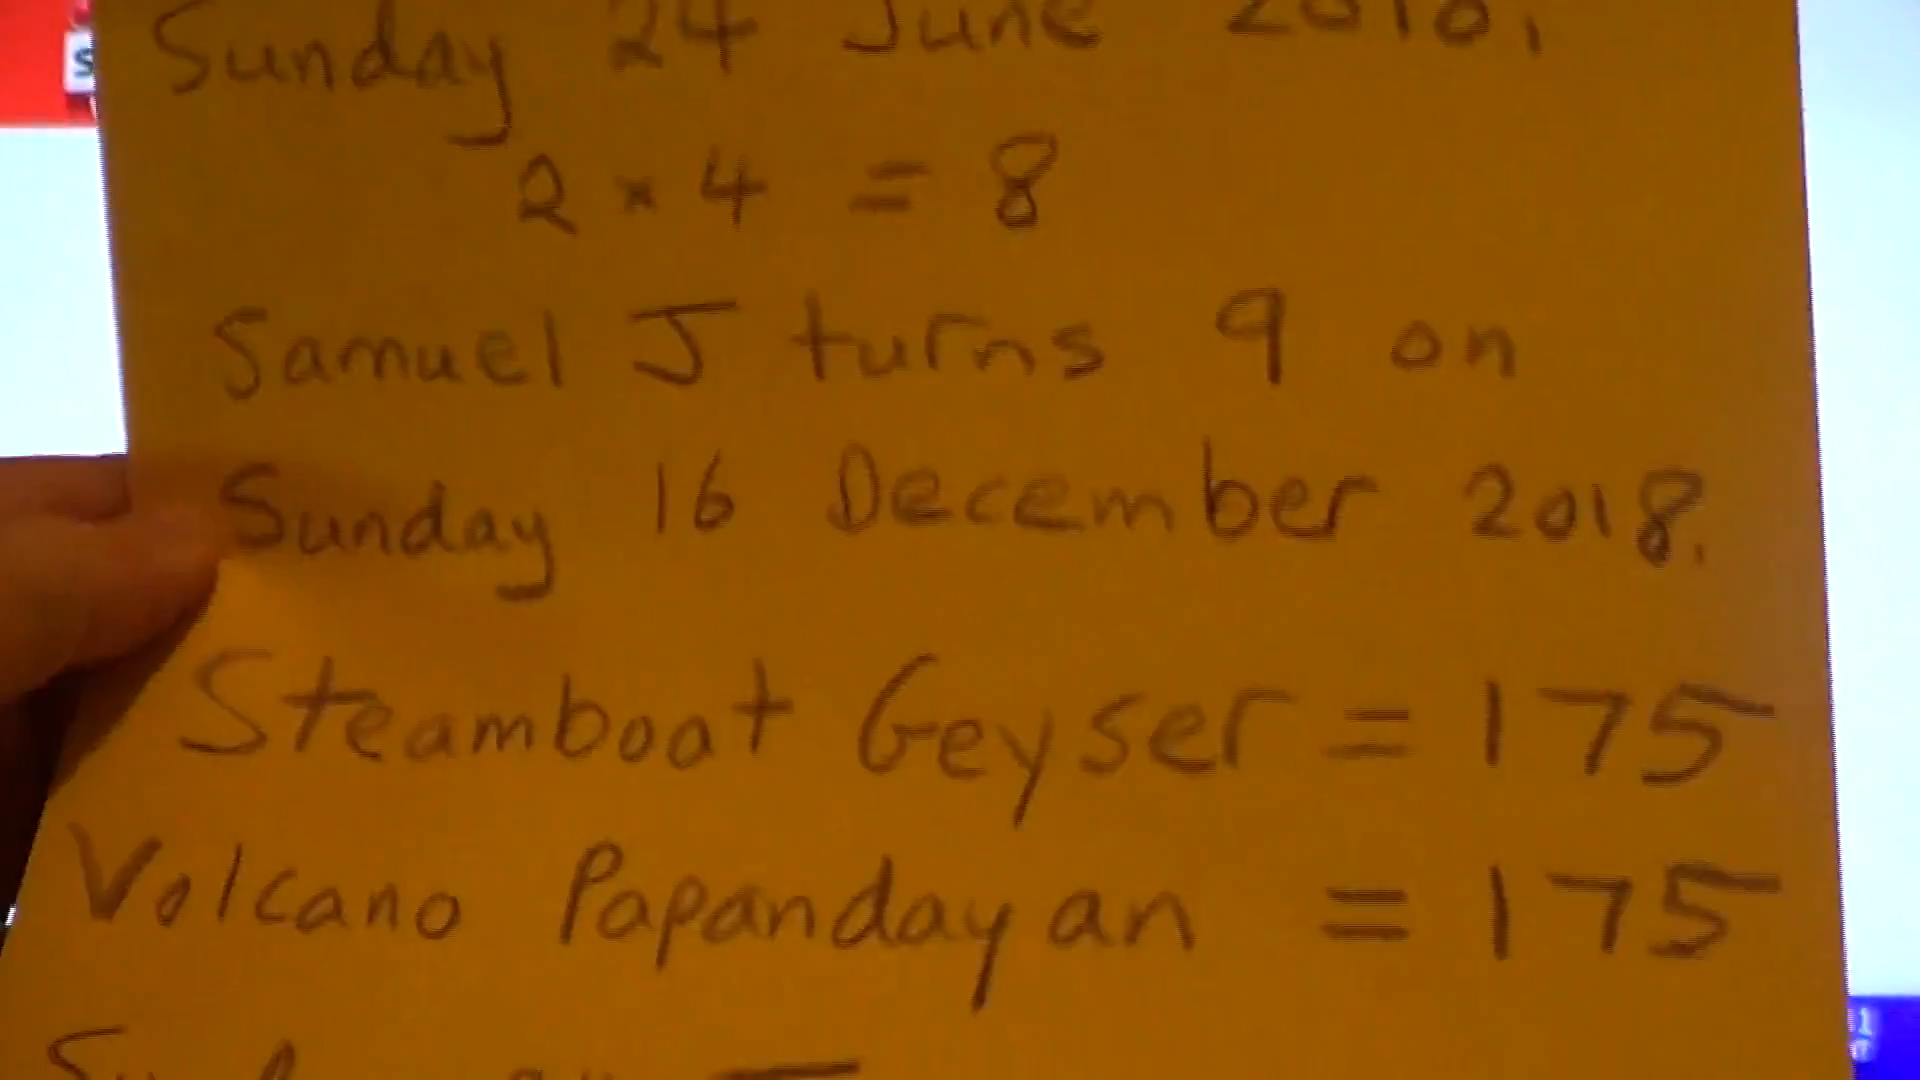 Sunday 24 June 2018.
2 × 4 = 8
Samuel J turns 9 on
Sunday 16 December 2018.
Steamboat Geyser = 175
Volcano Papandayan = 175